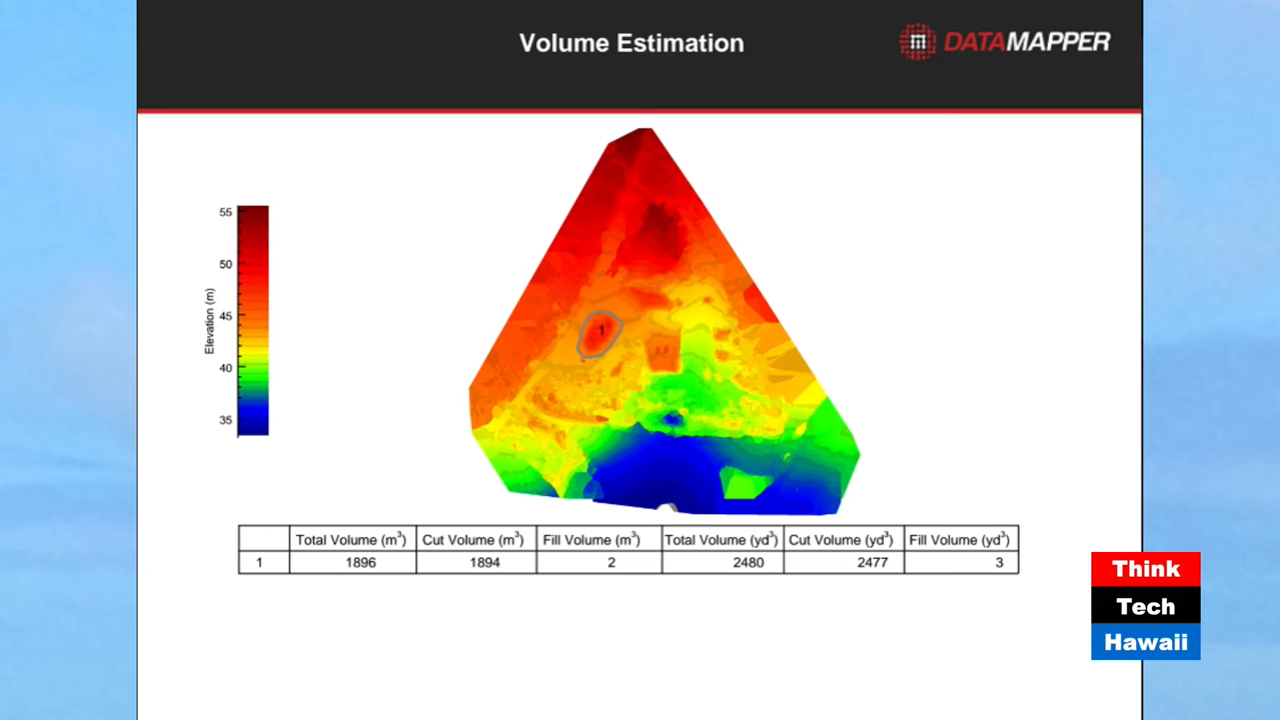 Volume Estimation
DATAMAPPER
55
50
45
40
35
Elevation (m)
1
Total Volume (m³) Cut Volume (m³) Fill Volume (m³) Total Volume (yd³) Cut Volume (yd³) Fill Volume (yd³)
1 1896 1894 2 2480 2477 3
Think
Tech
Hawaii